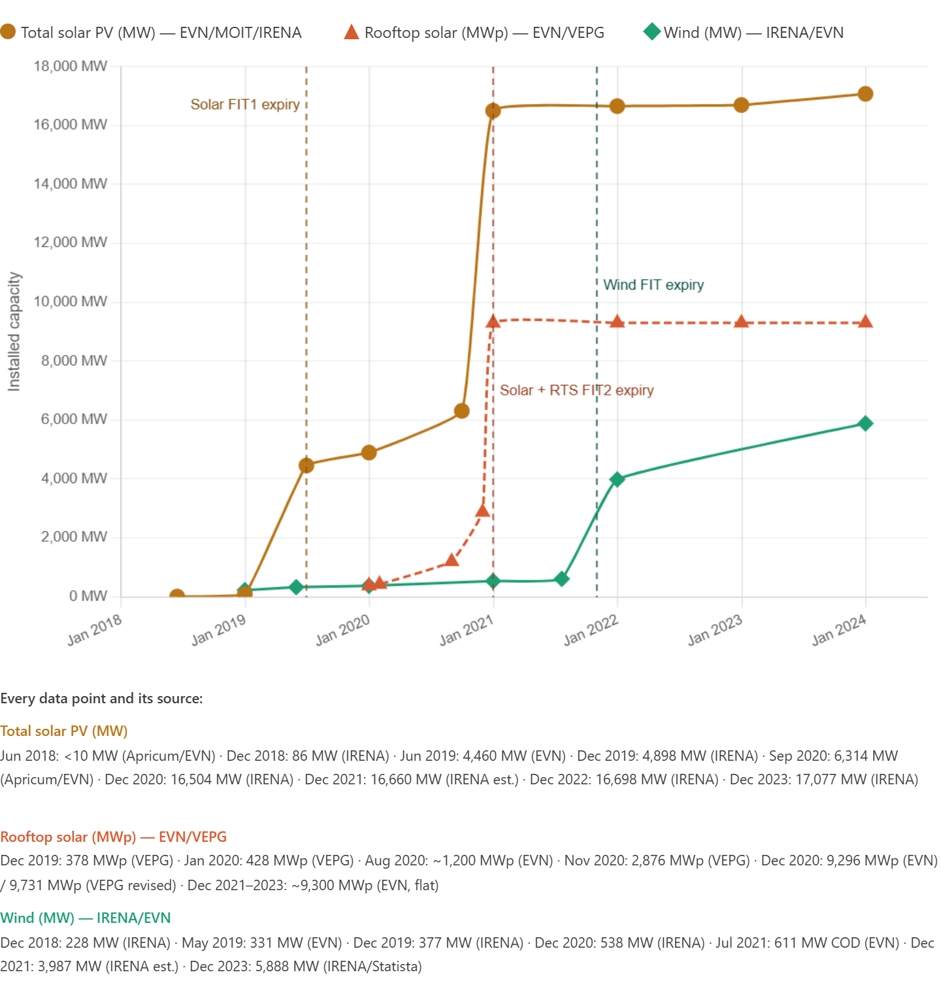 Total solar PV (MW) — EVN/MOIT/IRENA
Rooftop solar (MWp) — EVN/VEPG
Wind (MW) — IRENA/EVN
18,000 MW
Solar FIT1 expiry
16,000 MW
14,000 MW
12,000 MW
Wind FIT expiry
10,000 MW
Installed capacity
8,000 MW
Solar + RTS FIT2 expiry
6,000 MW
4,000 MW
2,000 MW
0 MW
Jan 2018
Jan 2019
Jan 2020
Jan 2021
Jan 2022
Jan 2023
Jan 2024
Every data point and its source:
Total solar PV (MW)
Jun 2018: <10 MW (Apricum/EVN) · Dec 2018: 86 MW (IRENA) · Jun 2019: 4,460 MW (EVN) · Dec 2019: 4,898 MW (IRENA) · Sep 2020: 6,314 MW
(Apricum/EVN) · Dec 2020: 16,504 MW (IRENA) · Dec 2021: 16,660 MW (IRENA est.) · Dec 2022: 16,698 MW (IRENA) · Dec 2023: 17,077 MW (IRENA)
Rooftop solar (MWp) — EVN/VEPG
Dec 2019: 378 MWp (VEPG) · Jan 2020: 428 MWp (VEPG) · Aug 2020: ~1,200 MWp (EVN) · Nov 2020: 2,876 MWp (VEPG) · Dec 2020: 9,296 MWp (EVN)
/ 9,731 MWp (VEPG revised) · Dec 2021–2023: ~9,300 MWp (EVN, flat)
Wind (MW) — IRENA/EVN
Dec 2018: 228 MW (IRENA) · May 2019: 331 MW (EVN) · Dec 2019: 377 MW (IRENA) · Dec 2020: 538 MW (IRENA) · Jul 2021: 611 MW COD (EVN) · Dec
2021: 3,987 MW (IRENA est.) · Dec 2023: 5,888 MW (IRENA/Statista)